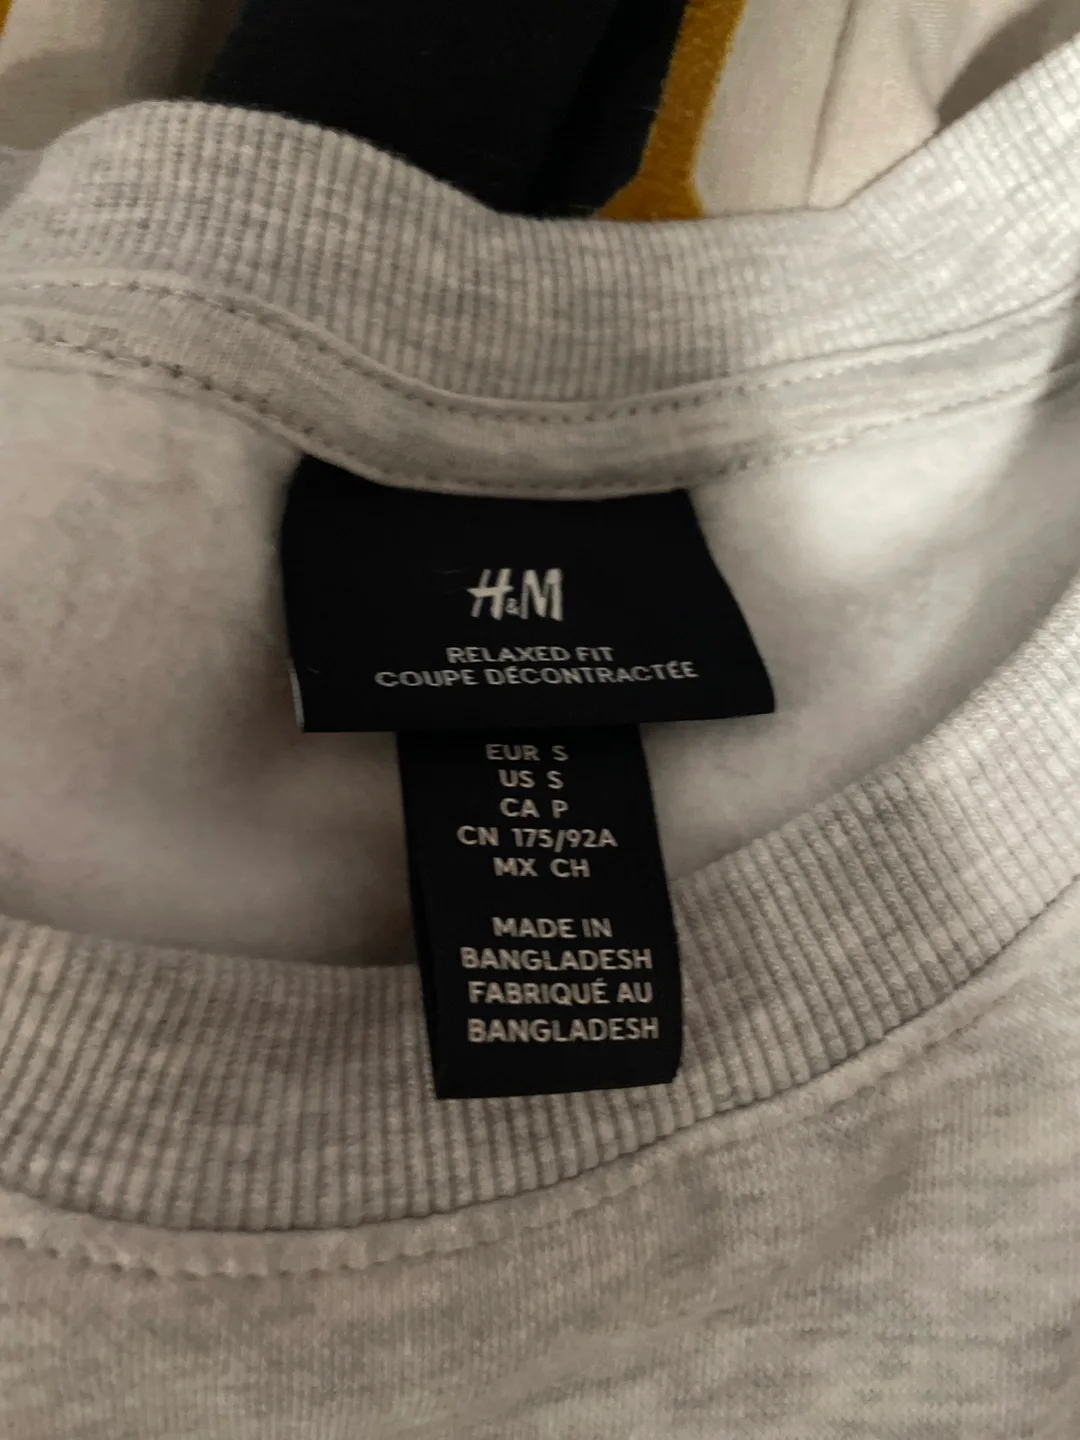 H&M
RELAXED FIT
COUPE DÉCONTRACTÉE
EUR S
US S
CA P
CN 175/92A
MX CH
MADE IN
BANGLADESH
FABRIQUÉ AU
BANGLADESH